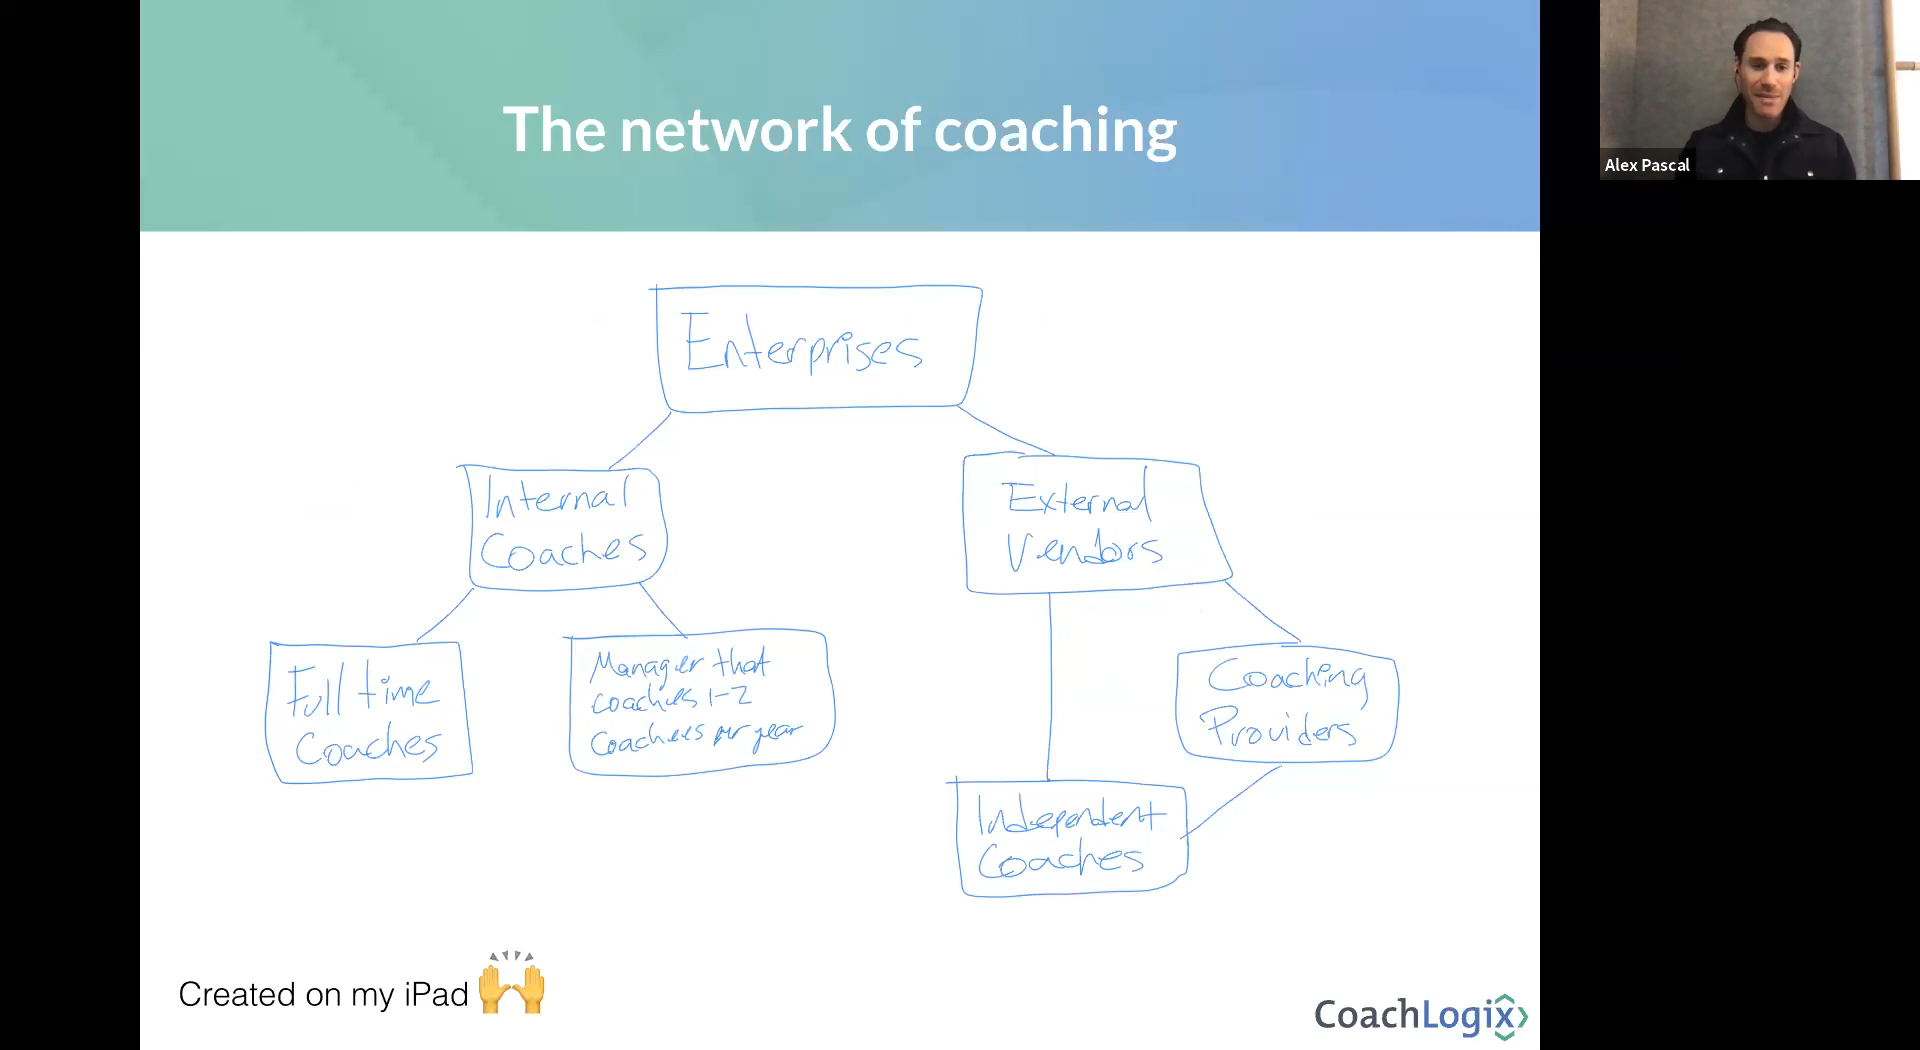 The network of coaching
Alex Pascal
Enterprises
Internal
Coaches
External
Vendors
Full time
Coaches
Manager that
coaches 1-2
Coachees per year
Coaching
Providers
Independent
Coaches
Created on my iPad
CoachLogix